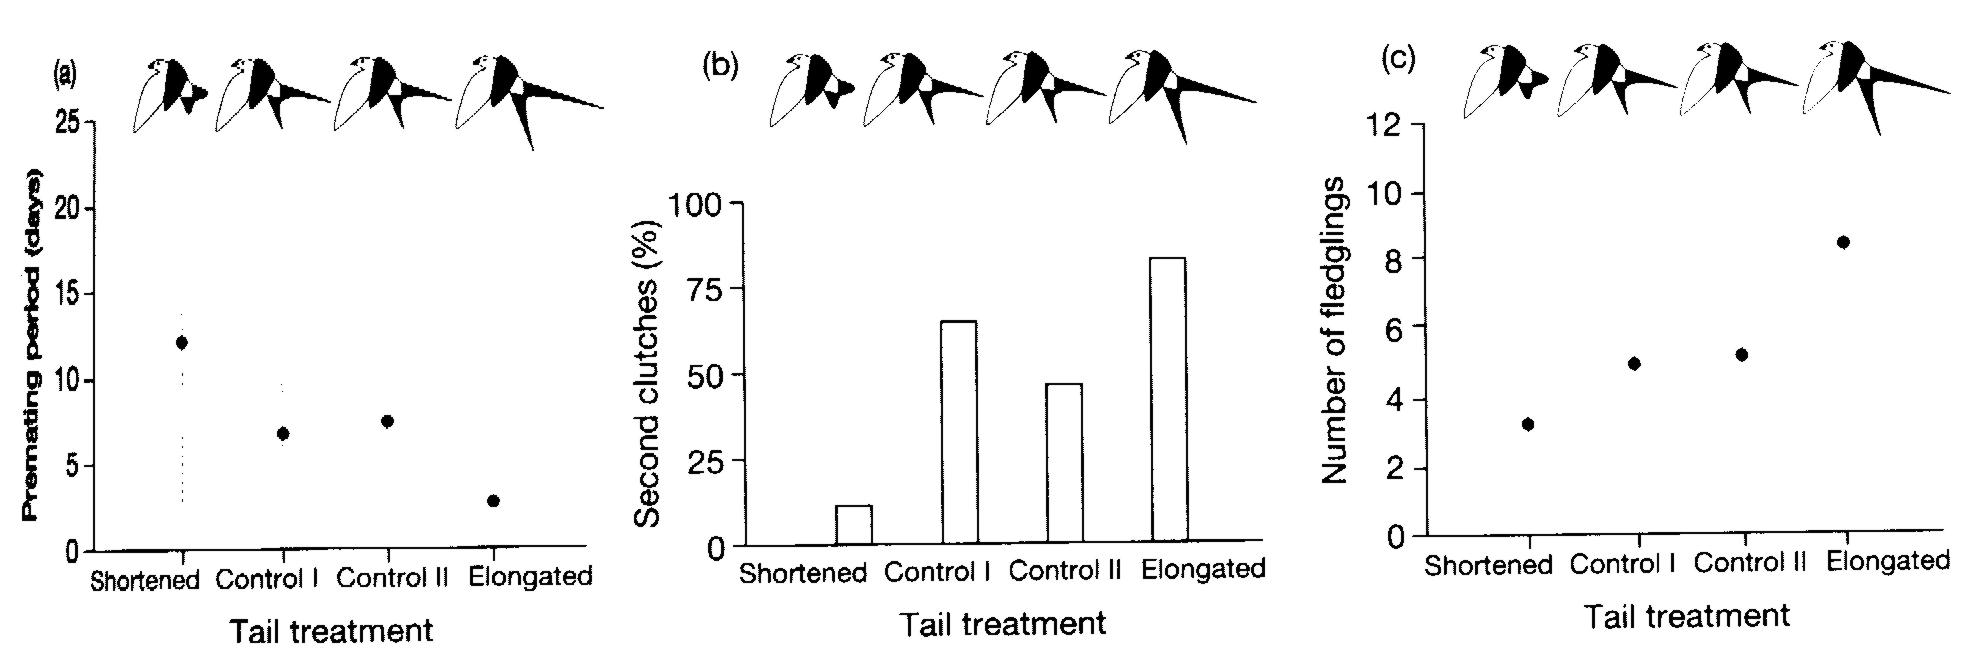 (a)
25
20
15
10
5
0
Premating period (days)
Shortened Control I Control II Elongated
Tail treatment
(b)
100
75
50
25
0
Second clutches (%)
Shortened Control I Control II Elongated
Tail treatment
(c)
12
10
8
6
4
2
0
Number of fledglings
Shortened Control I Control II Elongated
Tail treatment